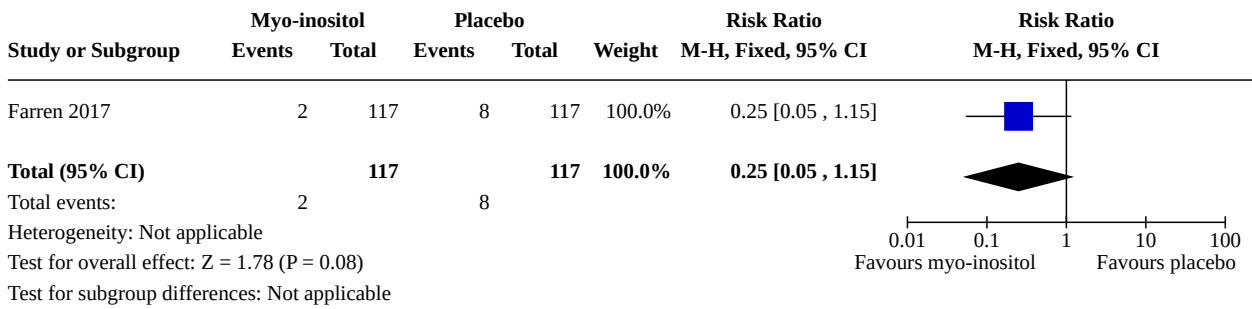 Myo-inositol Placebo Risk Ratio Risk Ratio
Study or Subgroup Events Total Events Total Weight M-H, Fixed, 95% CI M-H, Fixed, 95% CI
Farren 2017 2 117 8 117 100.0% 0.25 [0.05 , 1.15]
Total (95% CI) 117 117 100.0% 0.25 [0.05 , 1.15]
Total events: 2 8
Heterogeneity: Not applicable
0.01 0.1 1 10 100
Test for overall effect: Z = 1.78 (P = 0.08)
Favours myo-inositol Favours placebo
Test for subgroup differences: Not applicable